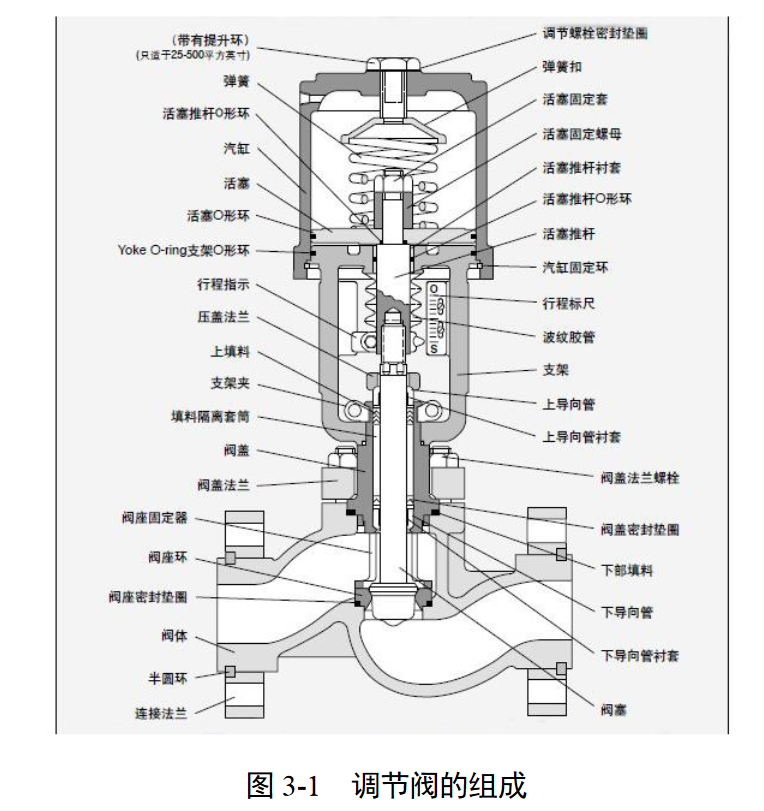 (带有提升环)
(只适于25-500平方英寸)
弹簧
活塞推杆O形环
汽缸
活塞
活塞O形环
Yoke O-ring支架O形环
行程指示
压盖法兰
上填料
支架夹
填料隔离套筒
阀盖
阀盖法兰
阀座固定器
阀座环
阀座密封垫圈
阀体
半圆环
连接法兰
调节螺栓密封垫圈
弹簧扣
活塞固定套
活塞固定螺母
活塞推杆衬套
活塞推杆O形环
活塞推杆
汽缸固定环
行程标尺
波纹胶管
支架
上导向管
上导向管衬套
阀盖法兰螺栓
阀盖密封垫圈
下部填料
下导向管
下导向管衬套
阀塞
O
S
图 3-1 调节阀的组成